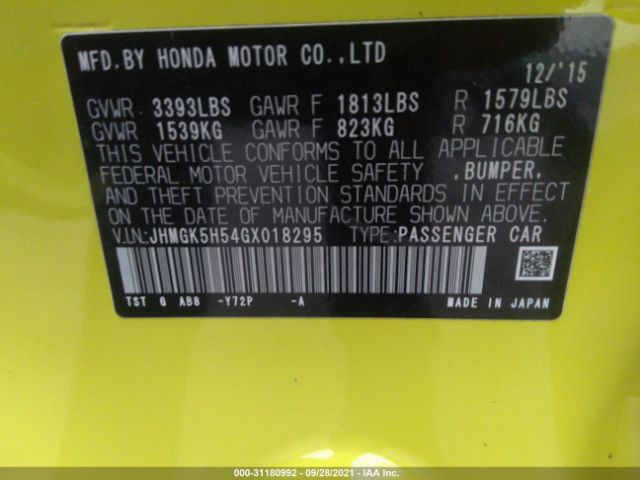 MFD.BY HONDA MOTOR CO.,LTD
12/'15
GVWR 3393LBS GAWR F 1813LBS R 1579LBS
GVWR 1539KG GAWR F 823KG R 716KG
THIS VEHICLE CONFORMS TO ALL APPLICABLE
FEDERAL MOTOR VEHICLE SAFETY ,BUMPER,
AND THEFT PREVENTION STANDARDS IN EFFECT
ON THE DATE OF MANUFACTURE SHOWN ABOVE.
V.I.N.:JHMGK5H54GX018295 TYPE:PASSENGER CAR
TST G AB8 -Y72P -A MADE IN JAPAN
000-31180992 — 09/28/2021 — IAA Inc.